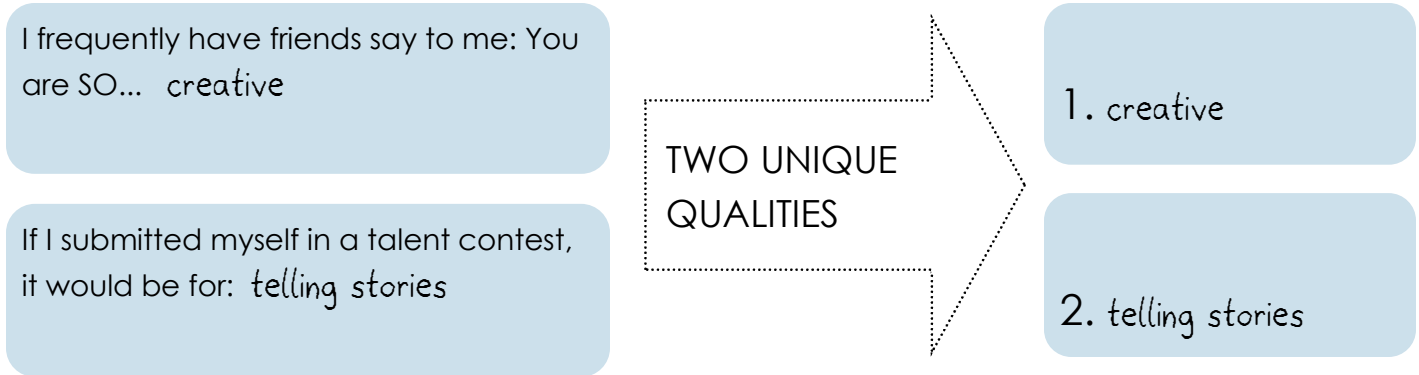 I frequently have friends say to me: You
are SO... creative
If I submitted myself in a talent contest,
it would be for: telling stories
TWO UNIQUE
QUALITIES
1. creative
2. telling stories